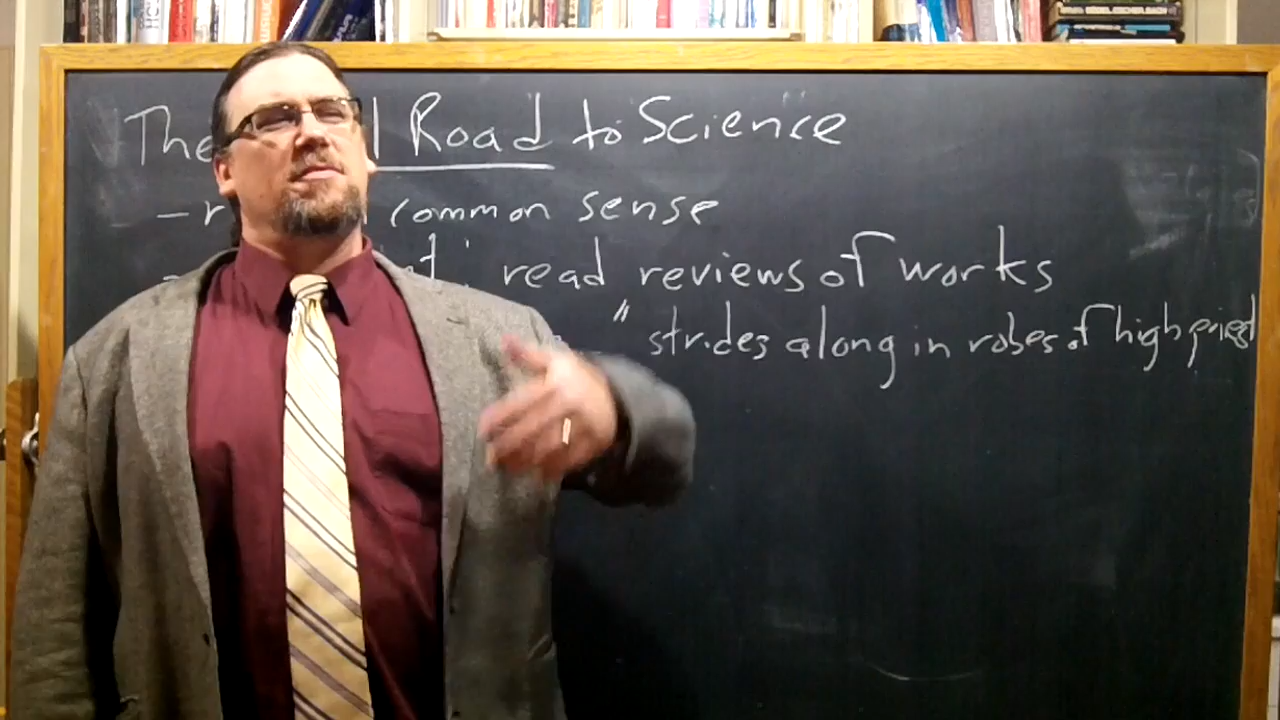 The Road to Science
- common sense
- read reviews of works
" strides along in robes of high priest